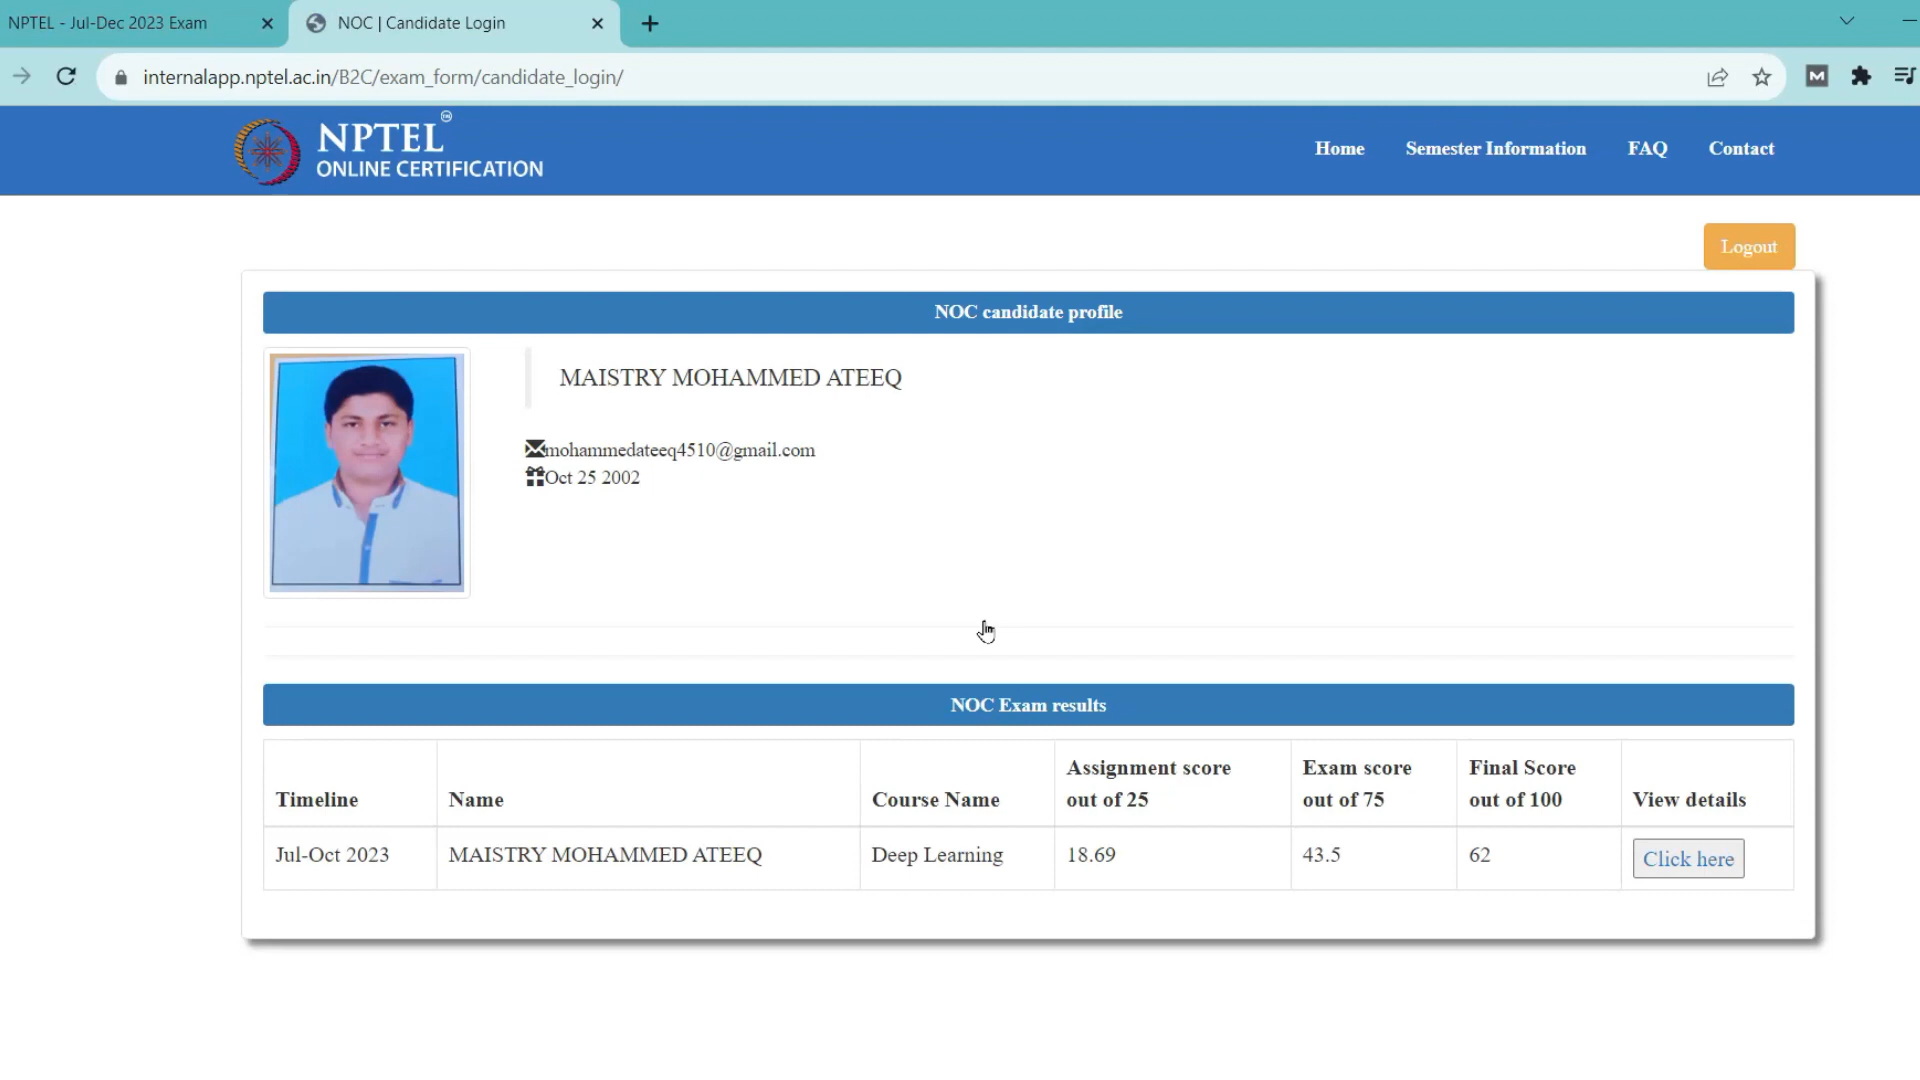 NPTEL - Jul-Dec 2023 Exam
NOC | Candidate Login
internalapp.nptel.ac.in/B2C/exam_form/candidate_login/
M
NPTEL TM
ONLINE CERTIFICATION
Home Semester Information FAQ Contact
Logout
NOC candidate profile
MAISTRY MOHAMMED ATEEQ
mohammedateeq4510@gmail.com
Oct 25 2002
NOC Exam results
Timeline
Name
Course Name
Assignment score
out of 25
Exam score
out of 75
Final Score
out of 100
View details
Jul-Oct 2023 MAISTRY MOHAMMED ATEEQ Deep Learning 18.69 43.5 62 Click here